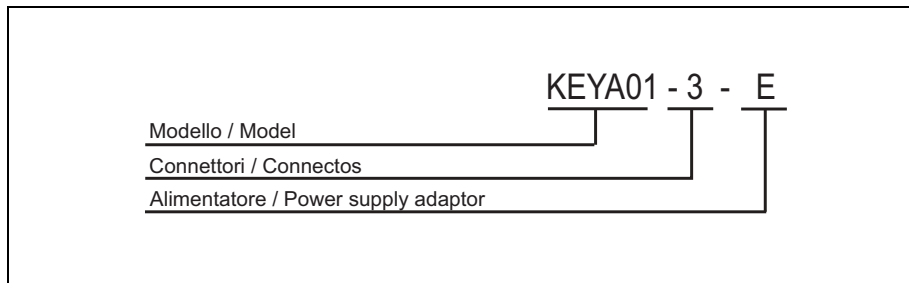 KEYA01 - 3 - E
Modello / Model
Connettori / Connectos
Alimentatore / Power supply adaptor